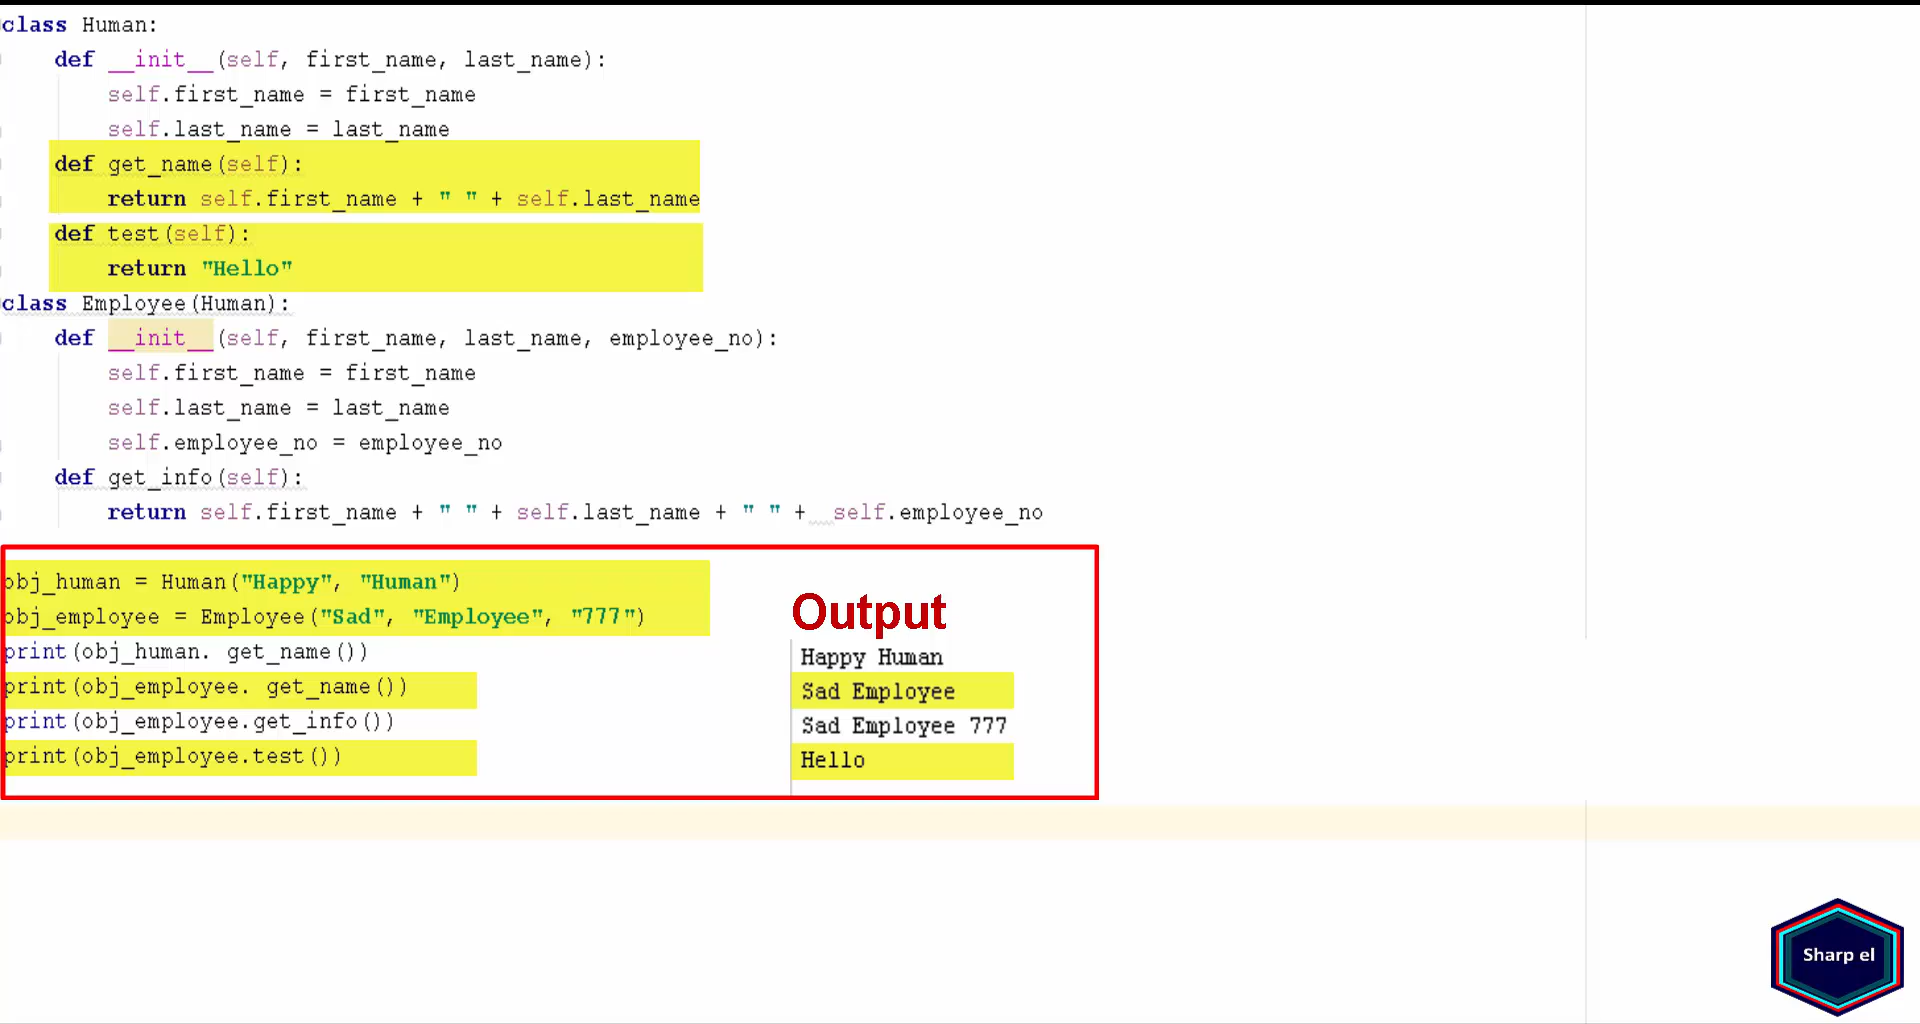 class Human:
    def __init__(self, first_name, last_name):
        self.first_name = first_name
        self.last_name = last_name
    def get_name(self):
        return self.first_name + " " + self.last_name
    def test(self):
        return "Hello"
class Employee(Human):
    def __init__(self, first_name, last_name, employee_no):
        self.first_name = first_name
        self.last_name = last_name
        self.employee_no = employee_no
    def get_info(self):
        return self.first_name + " " + self.last_name + " " +  self.employee_no
obj_human = Human("Happy", "Human")
obj_employee = Employee("Sad", "Employee", "777")
print(obj_human. get_name())
print(obj_employee. get_name())
print(obj_employee.get_info())
print(obj_employee.test())
Output
Happy Human
Sad Employee
Sad Employee 777
Hello
Sharp el